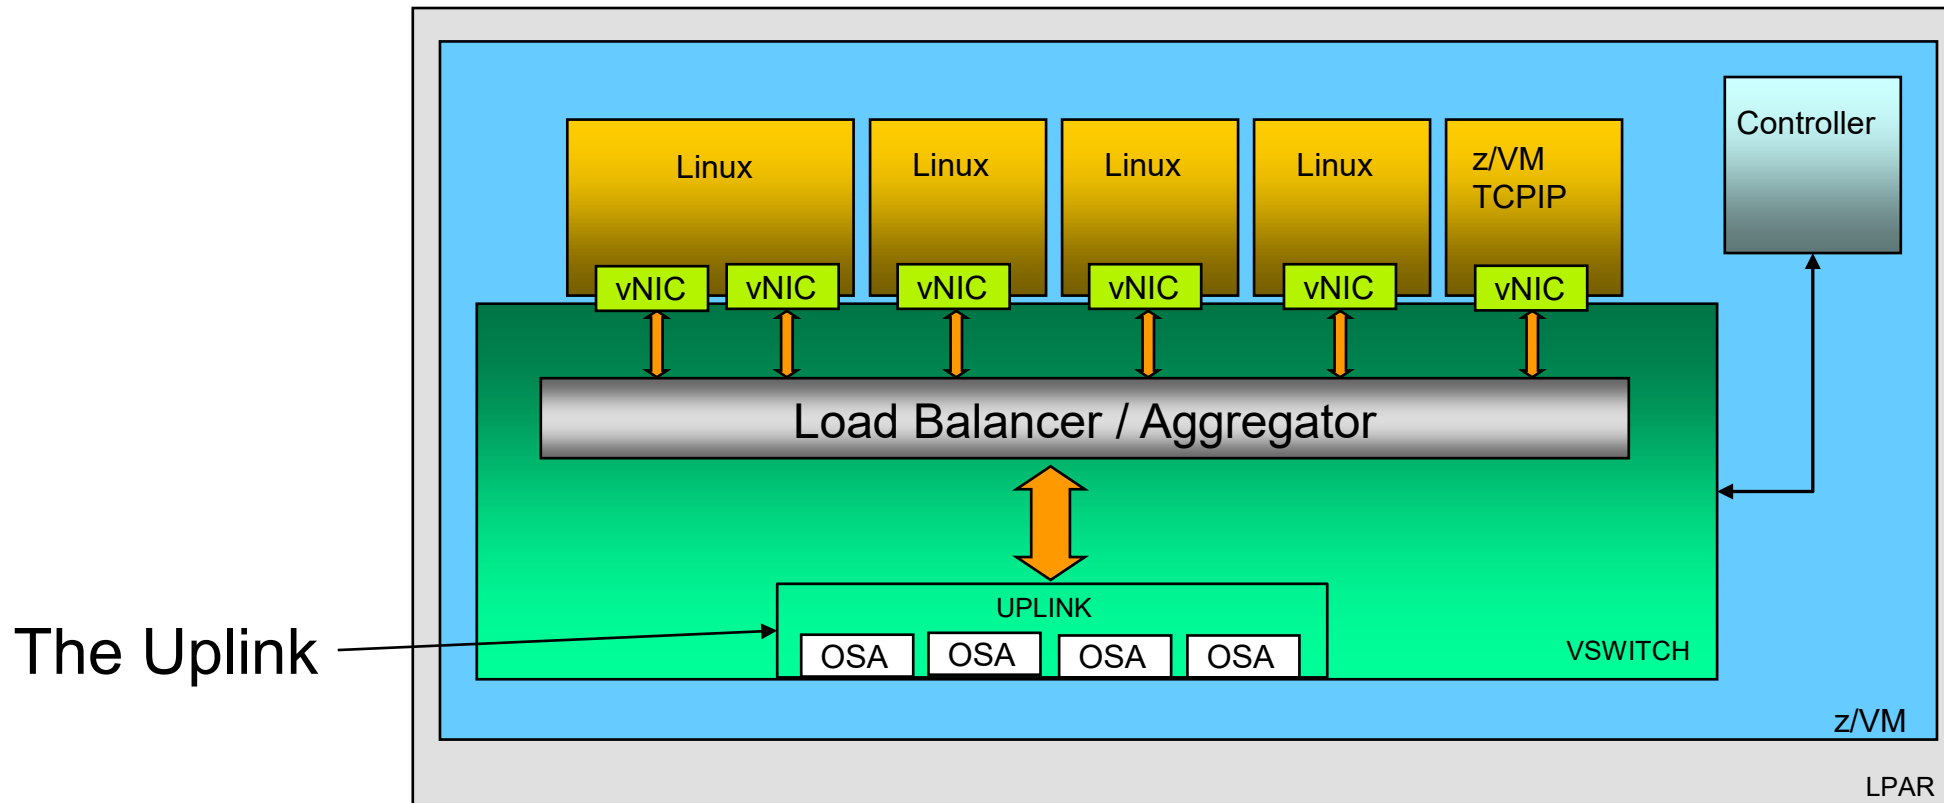 Controller
Linux
Linux
Linux
Linux
z/VM
TCPIP
vNIC
vNIC
vNIC
vNIC
vNIC
vNIC
Load Balancer / Aggregator
UPLINK
The Uplink
OSA
OSA
OSA
OSA
VSWITCH
z/VM
LPAR